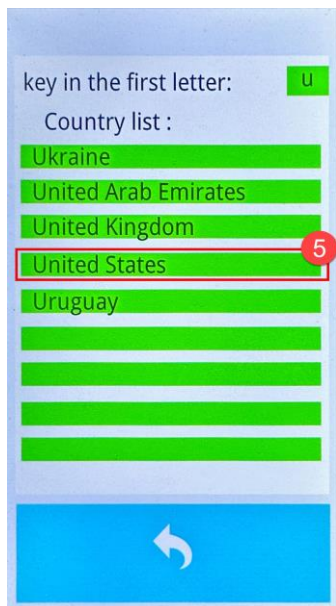 key in the first letter: u
Country list :
Ukraine
United Arab Emirates
United Kingdom
United States
5
Uruguay